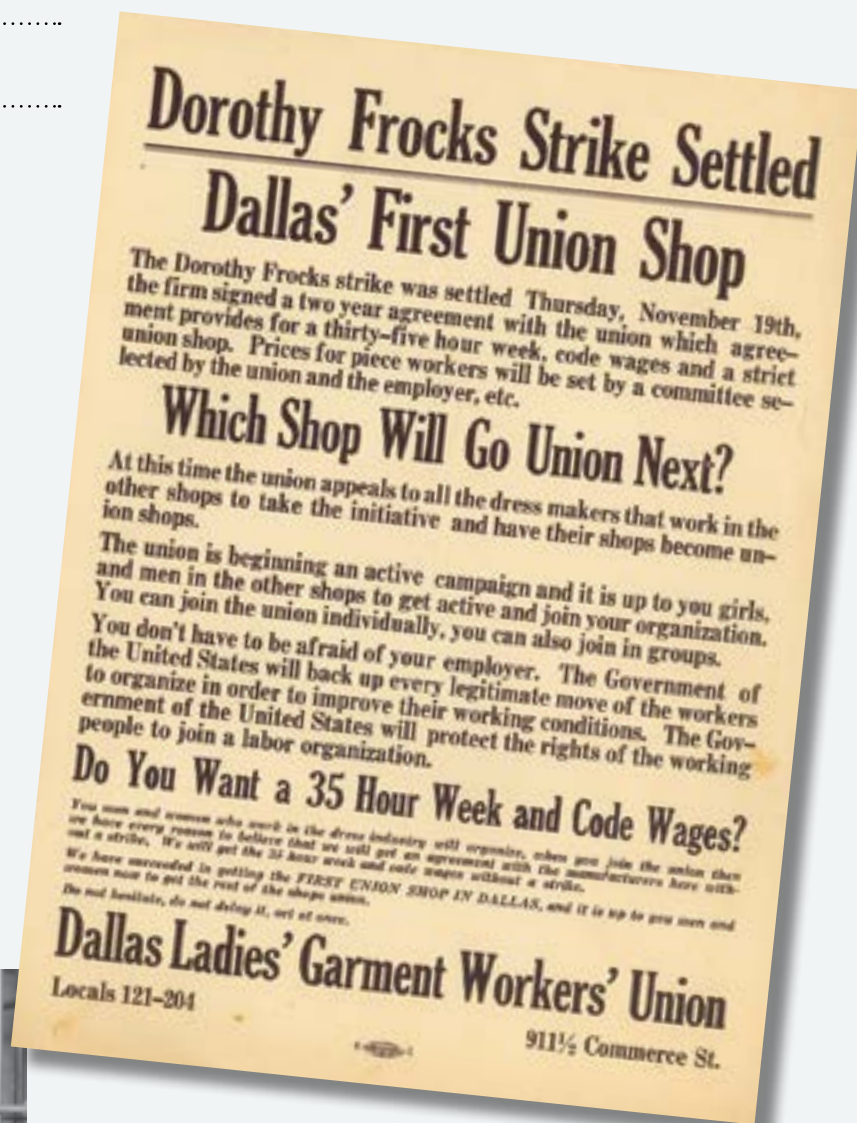 ........
........
Dorothy Frocks Strike Settled
Dallas' First Union Shop
The Dorothy Frocks strike was settled Thursday, November 19th,
the firm signed a two year agreement with the union which agree-
ment provides for a thirty-five hour week, code wages and a strict
union shop. Prices for piece workers will be set by a committee se-
lected by the union and the employer, etc.
Which Shop Will Go Union Next?
At this time the union appeals to all the dress makers that work in the
other shops to take the initiative and have their shops become un-
ion shops.
The union is beginning an active campaign and it is up to you girls,
and men in the other shops to get active and join your organization.
You can join the union individually, you can also join in groups.
You don't have to be afraid of your employer. The Government of
the United States will back up every legitimate move of the workers
to organize in order to improve their working conditions. The Gov-
ernment of the United States will protect the rights of the working
people to join a labor organization.
Do You Want a 35 Hour Week and Code Wages?
You men and women who work in the dress industry will organize, when you join the union then
we have every reason to believe that we will get an agreement with the manufacturers here with-
out a strike. We will get the 35 hour week and code wages without a strike.
We have succeeded in getting the FIRST UNION SHOP IN DALLAS, and it is up to you men and
women now to get the rest of the shops union.
Do not hesitate, do not delay it, act at once.
Dallas Ladies' Garment Workers' Union
Locals 121-204
911½ Commerce St.